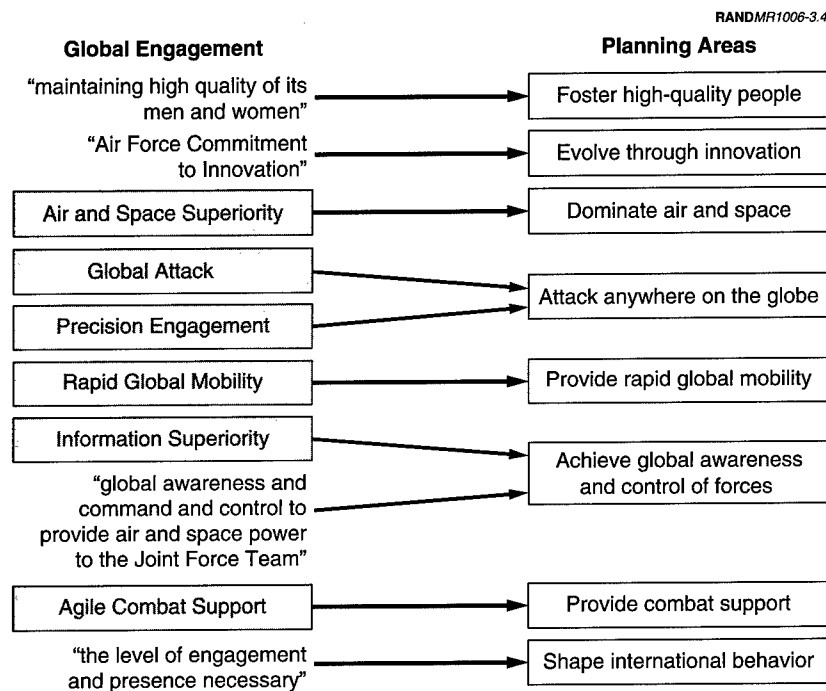 RANDMR1006-3.4
Global Engagement
Planning Areas
“maintaining high quality of its
men and women”
Foster high-quality people
“Air Force Commitment
to Innovation”
Evolve through innovation
Air and Space Superiority
Dominate air and space
Global Attack
Precision Engagement
Attack anywhere on the globe
Rapid Global Mobility
Provide rapid global mobility
Information Superiority
“global awareness and
command and control to
provide air and space power
to the Joint Force Team”
Achieve global awareness
and control of forces
Agile Combat Support
Provide combat support
“the level of engagement
and presence necessary”
Shape international behavior